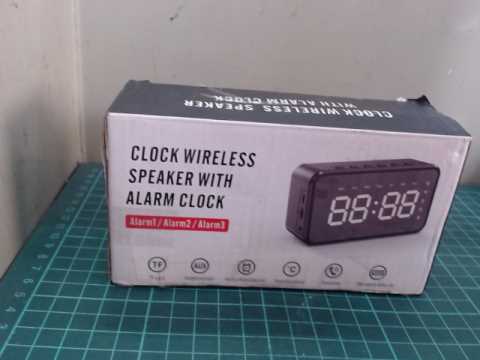 CLOCK WIRELESS SPEAKER
WITH ALARM CLOCK
CLOCK WIRELESS
SPEAKER WITH
ALARM CLOCK
Alarm1 / Alarm2 / Alarm3
88:88
TF
AUX
°C